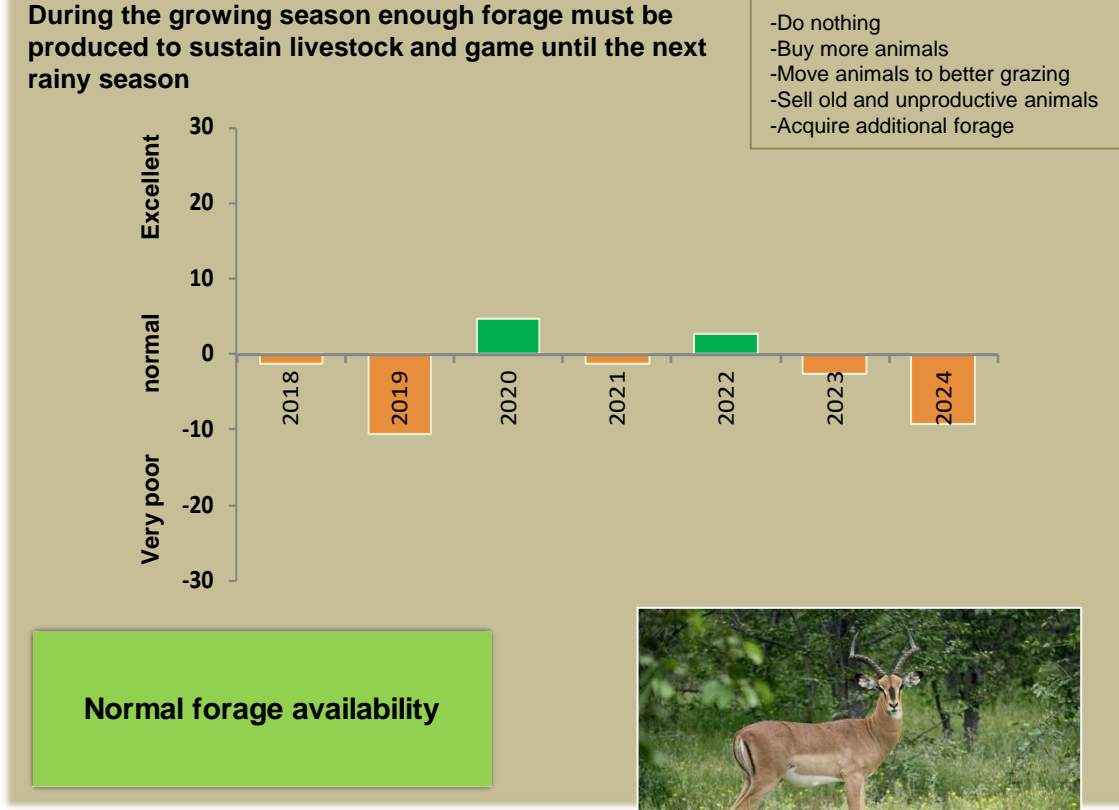 During the growing season enough forage must be
produced to sustain livestock and game until the next
rainy season
-Do nothing
-Buy more animals
-Move animals to better grazing
-Sell old and unproductive animals
-Acquire additional forage
Excellent
normal
Very poor
30
20
10
0
-10
-20
-30
2018
2019
2020
2021
2022
2023
2024
Normal forage availability